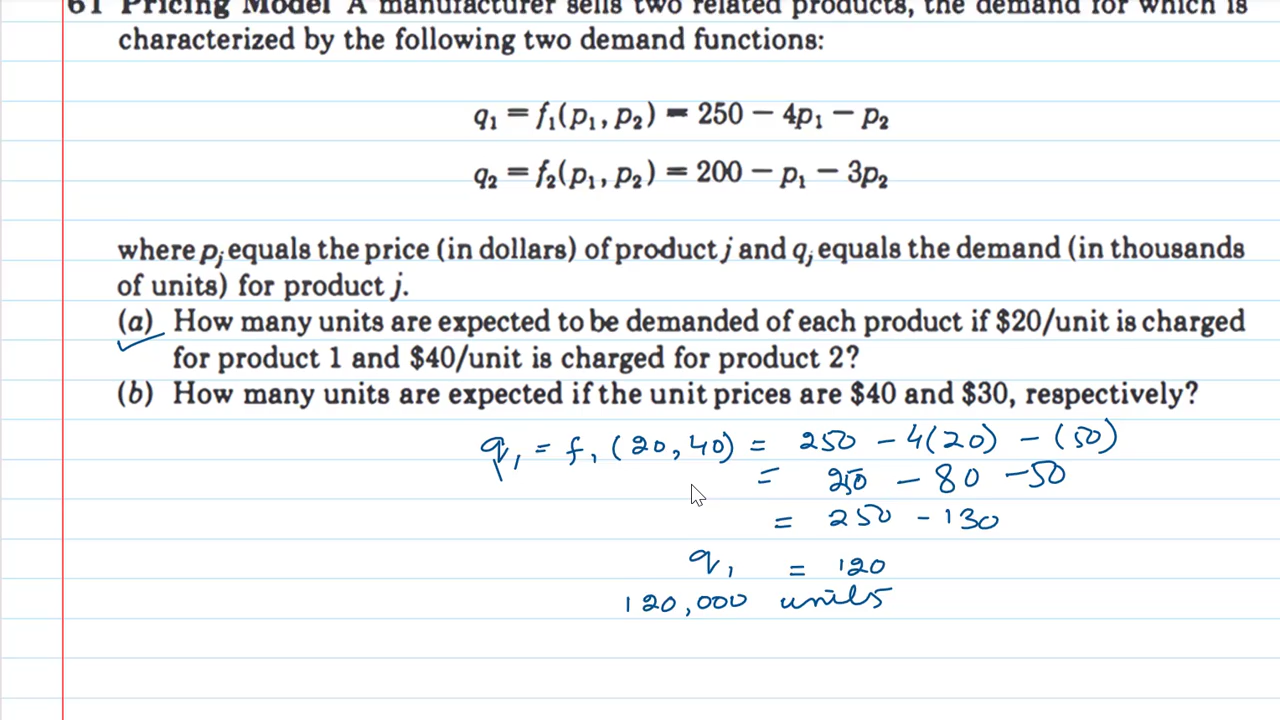 61 Pricing Model A manufacturer sells two related products, the demand for which is
characterized by the following two demand functions:
q₁ = f₁(p₁, p₂) = 250 − 4p₁ − p₂
q₂ = f₂(p₁, p₂) = 200 − p₁ − 3p₂
where pⱼ equals the price (in dollars) of product j and qⱼ equals the demand (in thousands
of units) for product j.
(a) How many units are expected to be demanded of each product if $20/unit is charged
for product 1 and $40/unit is charged for product 2?
(b) How many units are expected if the unit prices are $40 and $30, respectively?
q₁ = f₁ (20, 40) = 250 − 4(20) − (50)
= 250 − 80 − 50
= 250 − 130
q₁ = 120
120,000 units